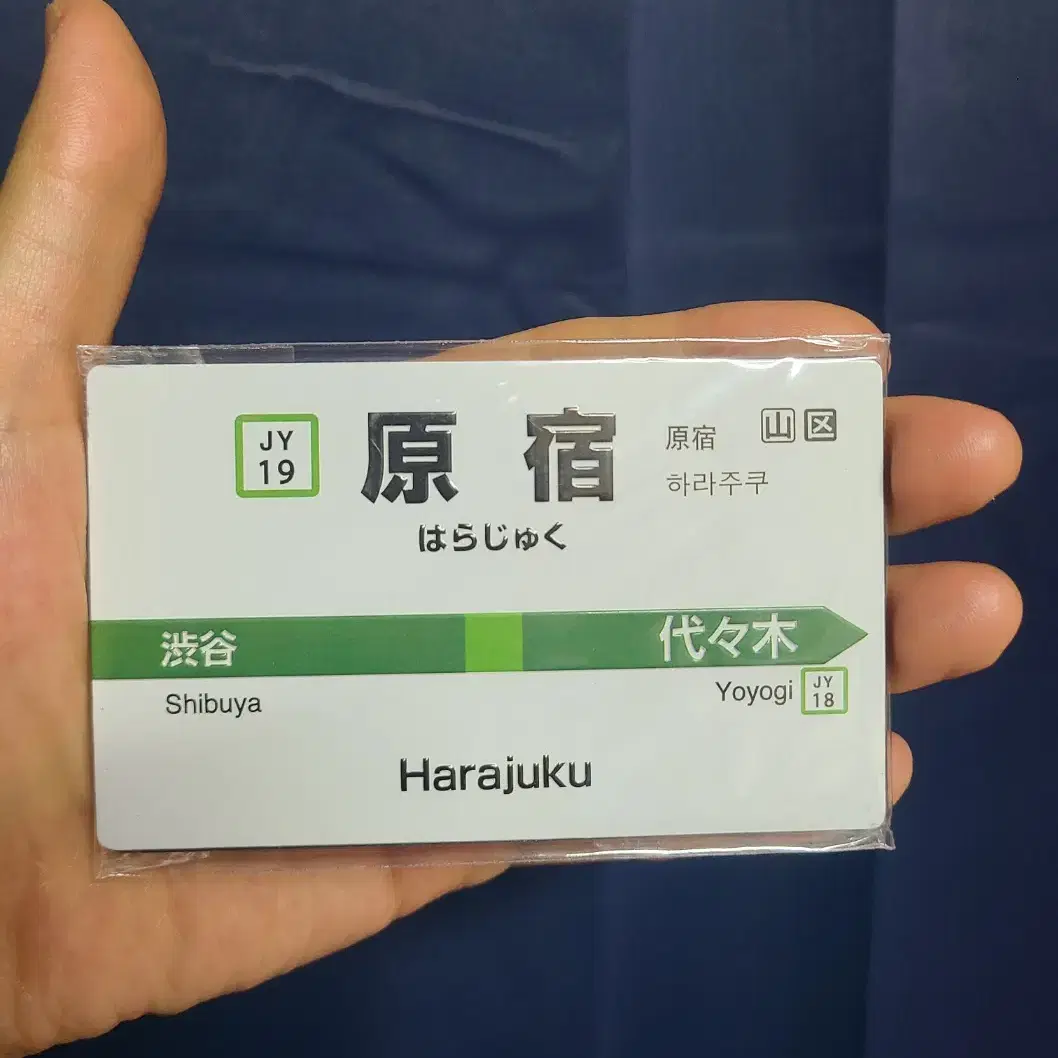 JY
19
原宿
はらじゅく
原宿
하라주쿠
山 区
渋谷
代々木
Shibuya
Yoyogi
JY
18
Harajuku